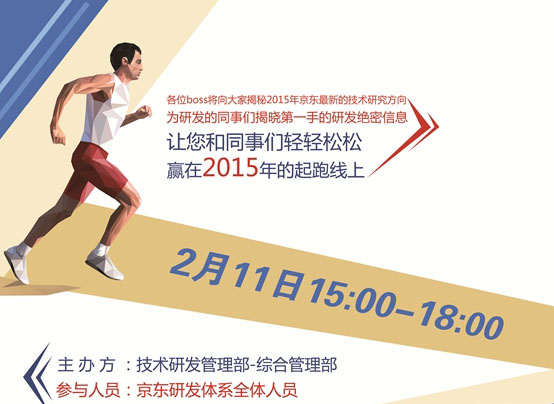 各位boss将向大家揭秘2015年京东最新的技术研究方向
为研发的同事们揭晓第一手的研发绝密信息
让您和同事们轻轻松松
赢在2015年的起跑线上
2月11日15:00-18:00
主 办 方 ：技术研发管理部-综合管理部
参与人员：京东研发体系全体人员